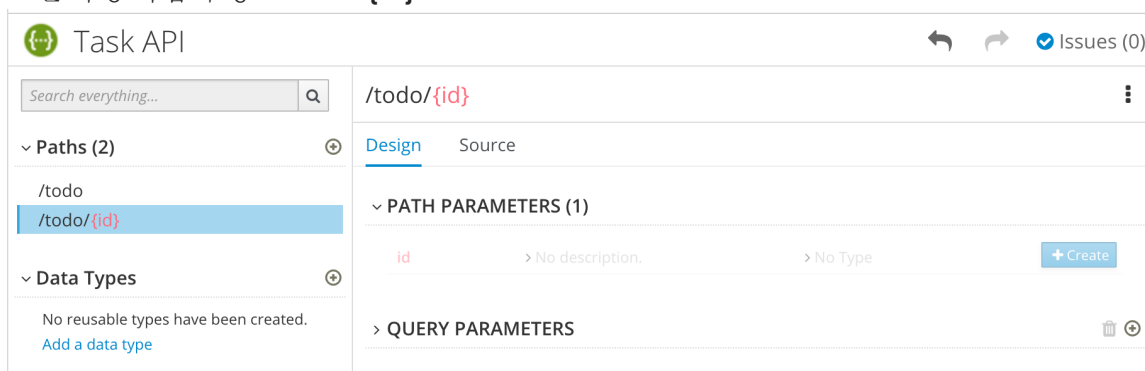 Task API
Issues (0)
Search everything...
/todo/{id}
Paths (2)
Design Source
/todo
/todo/{id}
PATH PARAMETERS (1)
id No description. No Type + Create
Data Types
No reusable types have been created.
Add a data type
QUERY PARAMETERS